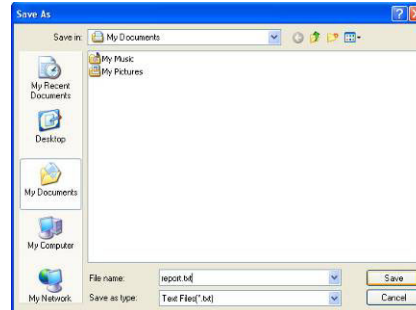 Save As
Save in: My Documents
My Music
My Pictures
My Recent
Documents
Desktop
My Documents
My Computer
My Network
File name: report.txt Save
Save as type: Text Files(*.txt) Cancel